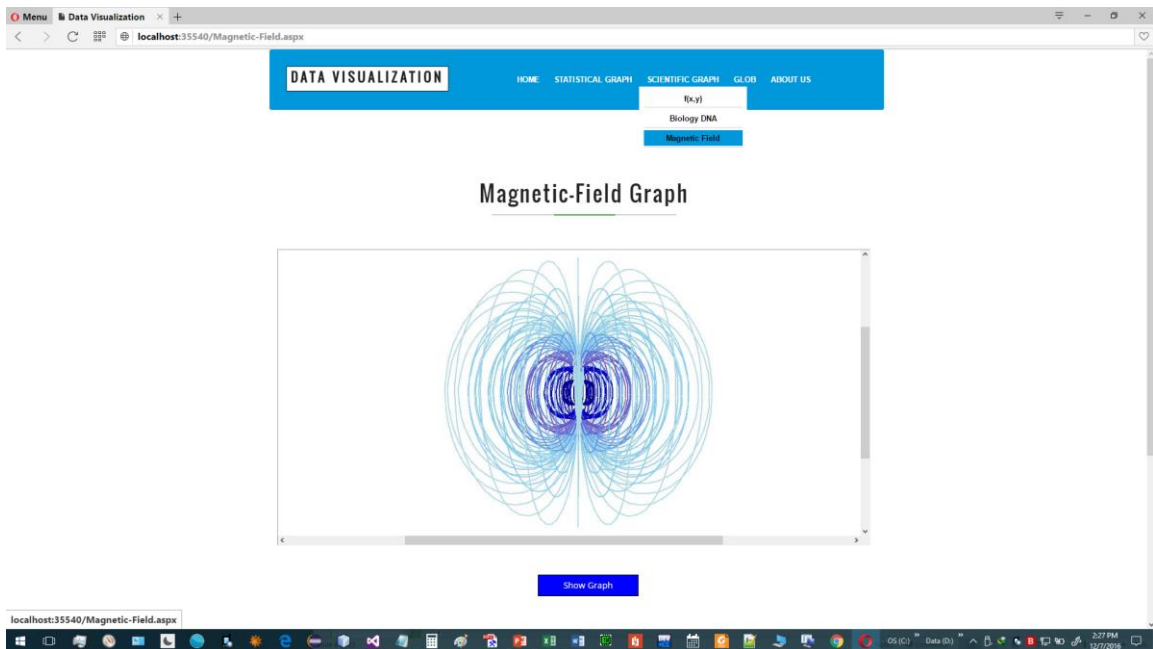 Menu
Data Visualization
localhost:35540/Magnetic-Field.aspx
DATA VISUALIZATION
HOME STATISTICAL GRAPH SCIENTIFIC GRAPH GLOB ABOUT US
f(x,y)
Biology DNA
Magnetic Field
Magnetic-Field Graph
Show Graph
localhost:35540/Magnetic-Field.aspx
OS (C:) Data (D:)
2:27 PM
12/7/2016